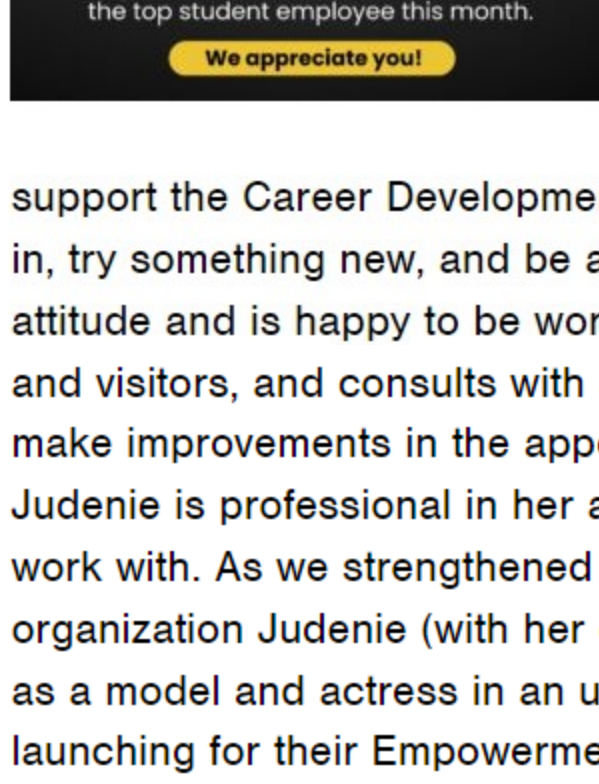 the top student employee this month.
We appreciate you!
support the Career Developme
in, try something new, and be a
attitude and is happy to be wor
and visitors, and consults with
make improvements in the appe
Judenie is professional in her a
work with. As we strengthened
organization Judenie (with her
as a model and actress in an u
launching for their Empowerme